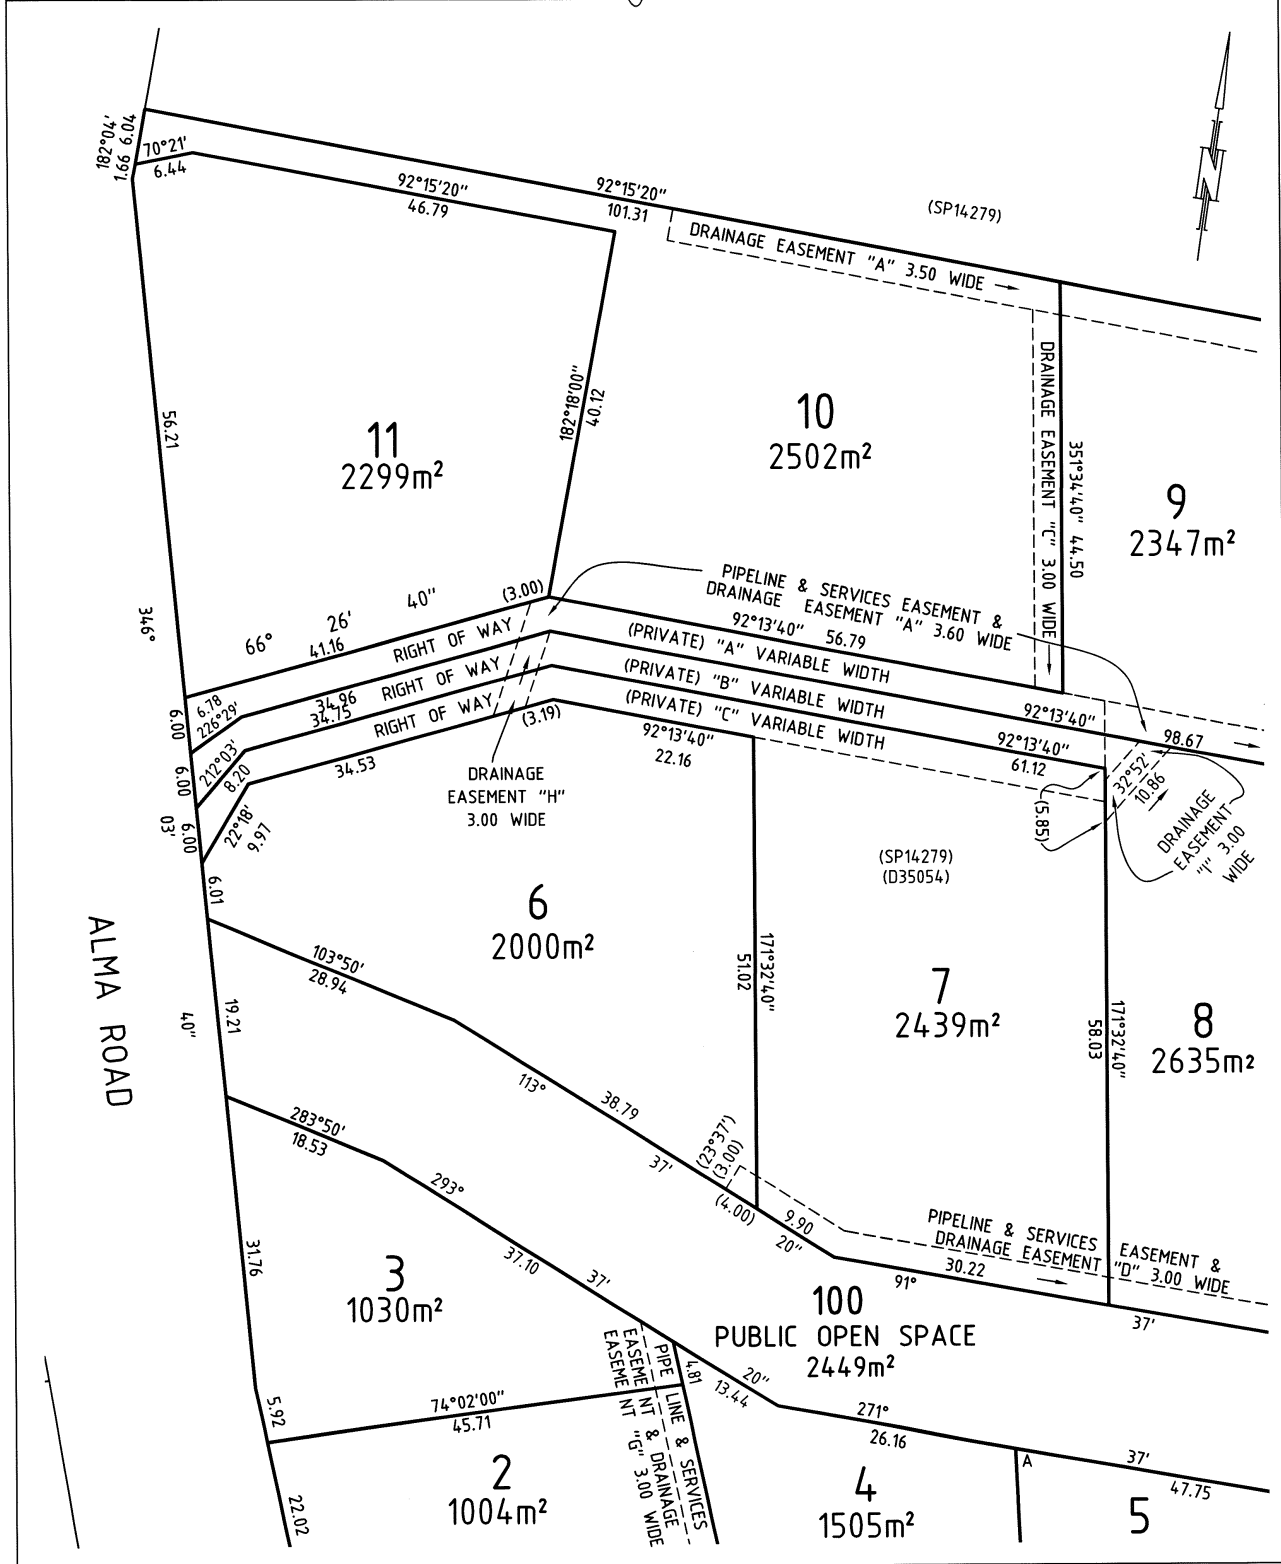 182°04'
1.66 6.04
70°21'
6.44
92°15'20"
46.79
92°15'20"
101.31
(SP14279)
DRAINAGE EASEMENT "A" 3.50 WIDE
N
56.21
11
2299m²
182°18'00"
40.12
10
2502m²
DRAINAGE EASEMENT "C" 3.00 WIDE
351°34'40" 44.50
9
2347m²
346°
66° 26' 40"
41.16
(3.00)
PIPELINE & SERVICES EASEMENT &
DRAINAGE EASEMENT "A" 3.60 WIDE
92°13'40" 56.79
RIGHT OF WAY (PRIVATE) "A" VARIABLE WIDTH
6.78
226°29'
34.96
34.75
RIGHT OF WAY (PRIVATE) "B" VARIABLE WIDTH
RIGHT OF WAY (PRIVATE) "C" VARIABLE WIDTH
6.00
6.00
6.00
03'
212°03'
8.20
22°18'
9.97
34.53
(3.19)
92°13'40"
22.16
92°13'40"
98.67
92°13'40"
61.12
32°52'
10.86
(5.85)
DRAINAGE
EASEMENT
"I" 3.00
WIDE
DRAINAGE
EASEMENT "H"
3.00 WIDE
(SP14279)
(D35054)
6.01
6
2000m²
103°50'
28.94
171°32'40"
51.02
7
2439m²
171°32'40"
58.03
8
2635m²
ALMA ROAD
19.21
40"
113° 37' 20"
38.79
(23°37')
(3.00)
(4.00)
9.90
283°50'
18.53
293° 37' 20"
37.10
31.76
3
1030m²
PIPELINE & SERVICES EASEMENT &
DRAINAGE EASEMENT "D" 3.00 WIDE
91° 37'
30.22
100
PUBLIC OPEN SPACE
2449m²
PIPE LINE & SERVICES
EASEME NT & DRAINAGE
EASEME NT "G" 3.00 WIDE
4.81
13.44
271° 37'
26.16
A
47.75
5.92
74°02'00"
45.71
22.02
2
1004m²
4
1505m²
5